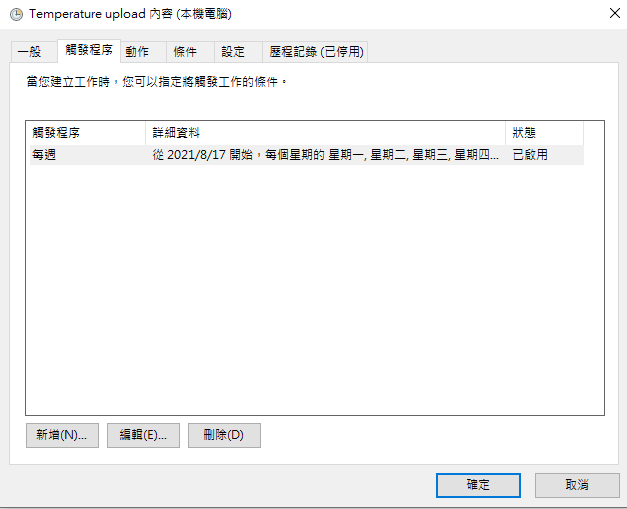 Temperature upload 內容 (本機電腦)
一般 觸發程序 動作 條件 設定 歷程記錄 (已停用)
當您建立工作時，您可以指定將觸發工作的條件。
觸發程序 詳細資料 狀態
每週 從 2021/8/17 開始，每個星期的 星期一, 星期二, 星期三, 星期四... 已啟用
新增(N)... 編輯(E)... 刪除(D)
確定 取消